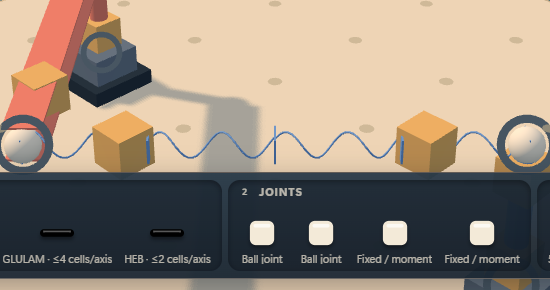 2 JOINTS
GLULAM · ≤4 cells/axis HEB · ≤2 cells/axis Ball joint Ball joint Fixed / moment Fixed / moment